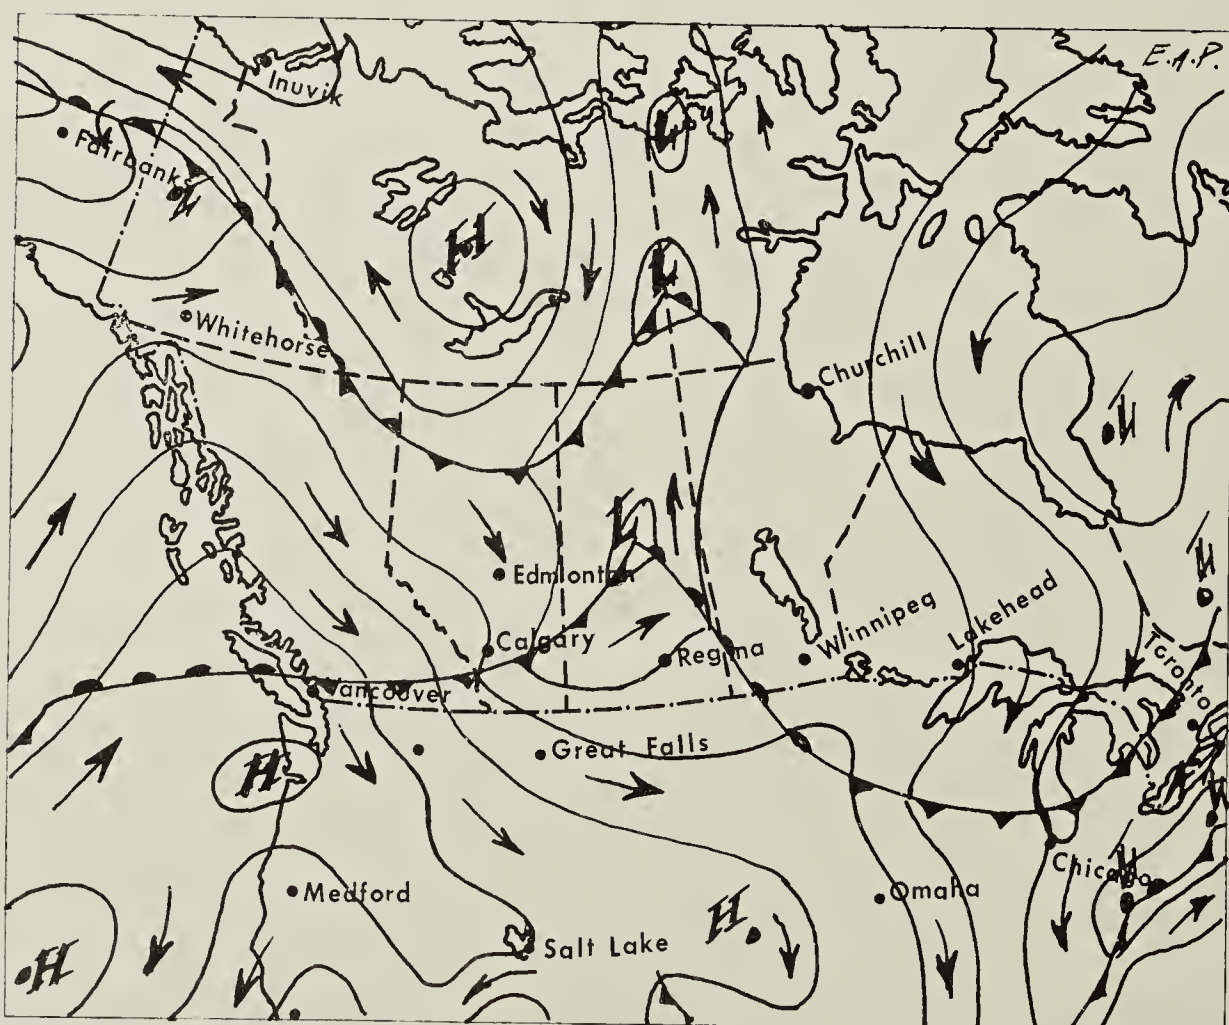 E.A.P.
Inuvik
Fairbanks
H
L
L
Whitehorse
Churchill
L
Edmonton
Calgary
Regina
Winnipeg
Lakehead
Toronto
Vancouver
Great Falls
H
Chicago
Medford
Omaha
H
H
Salt Lake